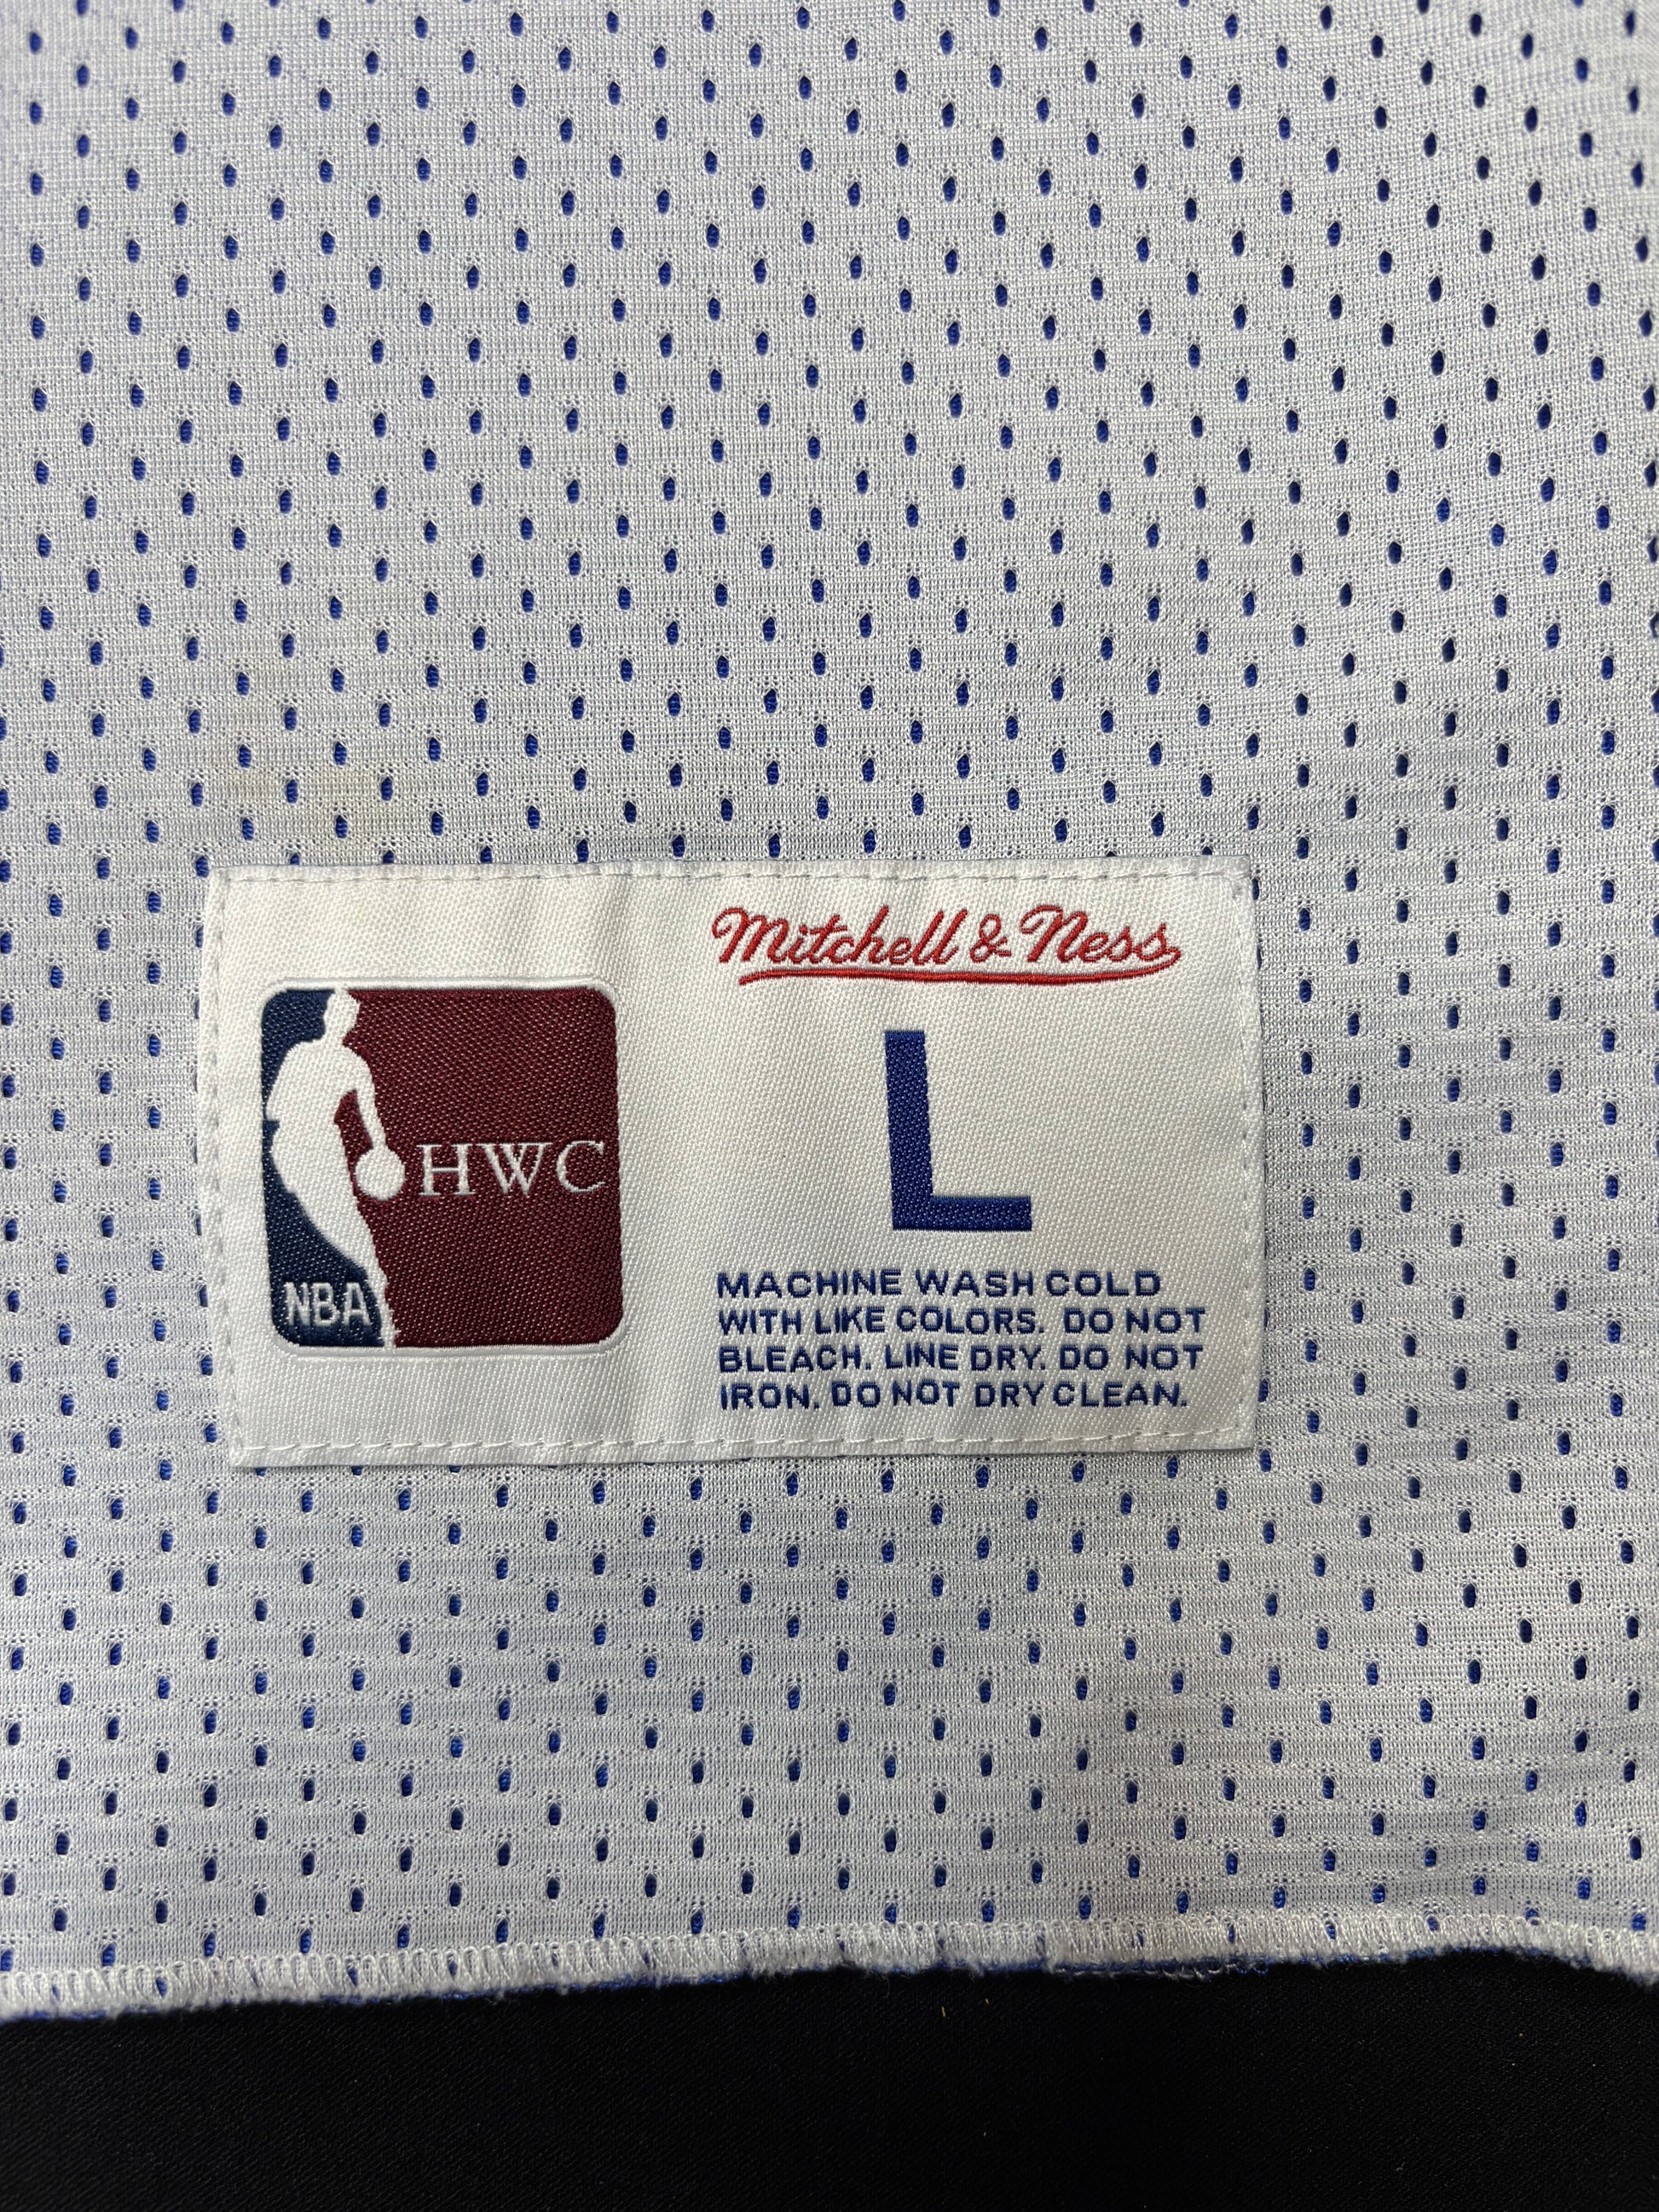 Mitchell & Ness
HWC
NBA
L
MACHINE WASH COLD
WITH LIKE COLORS. DO NOT
BLEACH. LINE DRY. DO NOT
IRON. DO NOT DRY CLEAN.